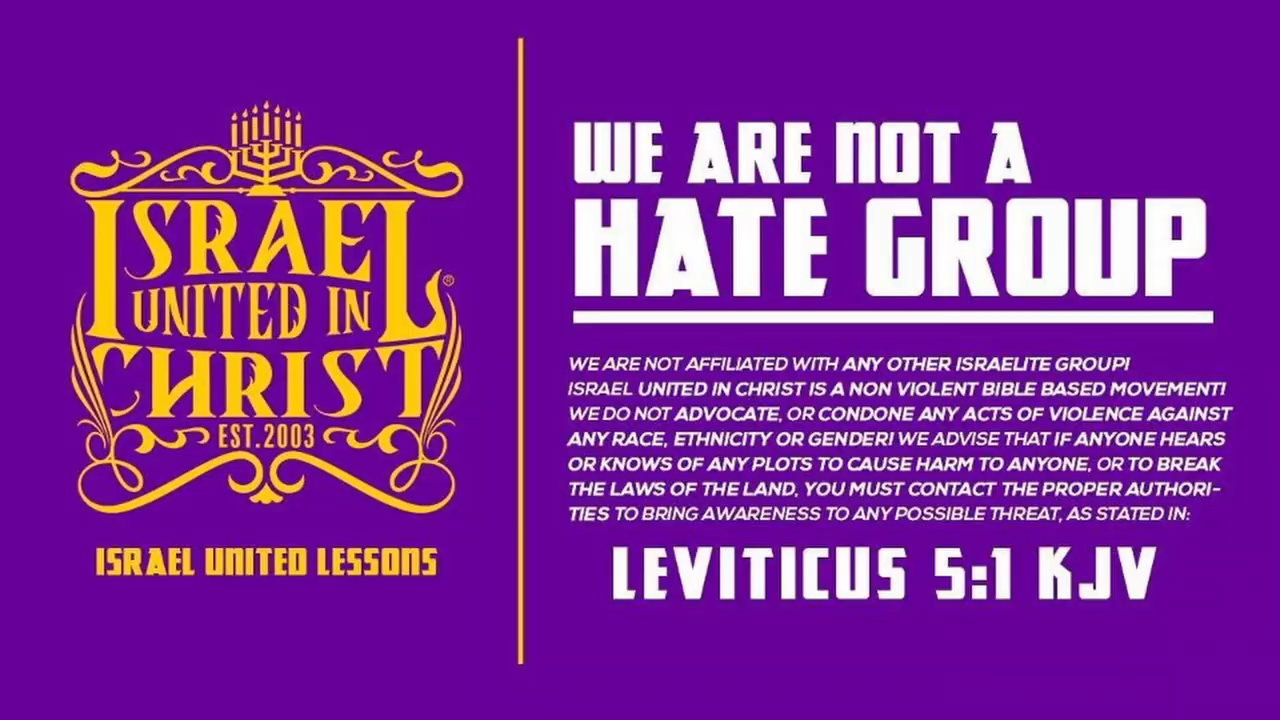 ISRAEL
UNITED IN
CHRIST
EST.2003
®
ISRAEL UNITED LESSONS
WE ARE NOT A
HATE GROUP
WE ARE NOT AFFILIATED WITH ANY OTHER ISRAELITE GROUP!
ISRAEL UNITED IN CHRIST IS A NON VIOLENT BIBLE BASED MOVEMENT!
WE DO NOT ADVOCATE, OR CONDONE ANY ACTS OF VIOLENCE AGAINST
ANY RACE, ETHNICITY OR GENDER! WE ADVISE THAT IF ANYONE HEARS
OR KNOWS OF ANY PLOTS TO CAUSE HARM TO ANYONE, OR TO BREAK
THE LAWS OF THE LAND, YOU MUST CONTACT THE PROPER AUTHORI-
TIES TO BRING AWARENESS TO ANY POSSIBLE THREAT, AS STATED IN:
LEVITICUS 5:1 KJV